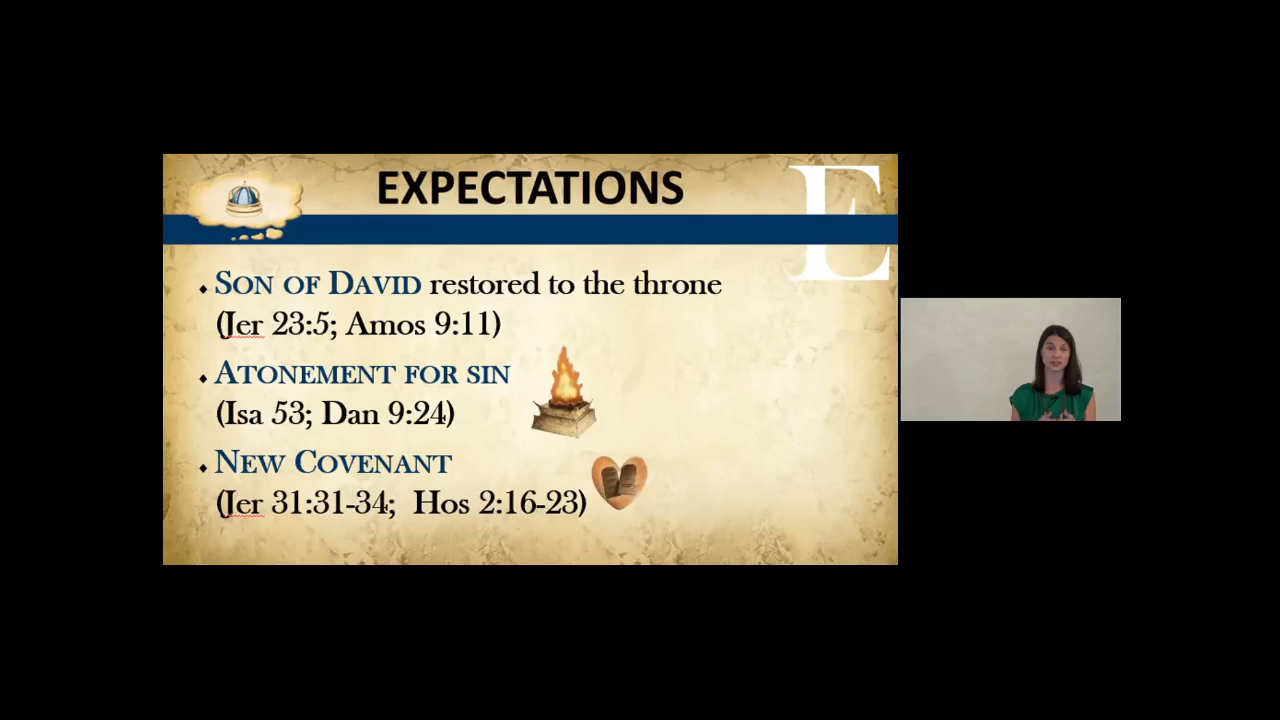 EXPECTATIONS
E
SON OF DAVID restored to the throne
(Jer 23:5; Amos 9:11)
ATONEMENT FOR SIN
(Isa 53; Dan 9:24)
NEW COVENANT
(Jer 31:31-34; Hos 2:16-23)